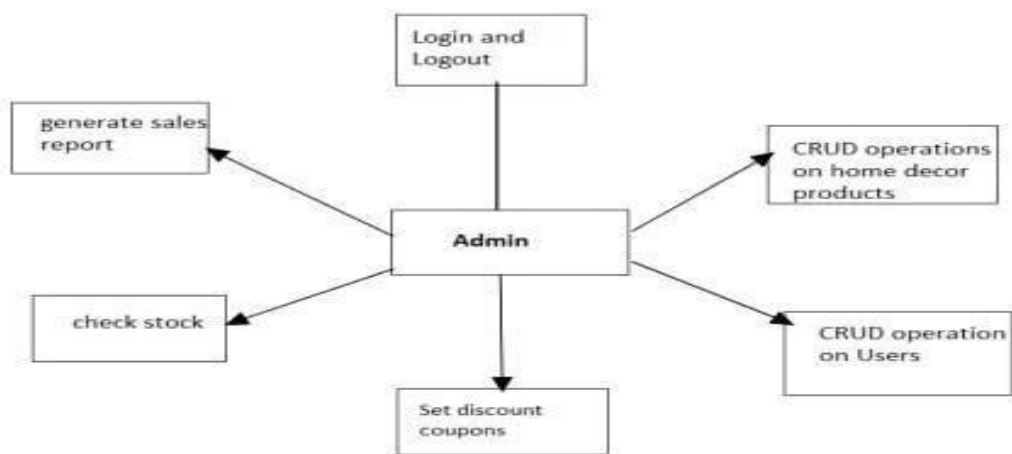 Login and
Logout
generate sales
report
CRUD operations
on home decor
products
Admin
check stock
CRUD operation
on Users
Set discount
coupons